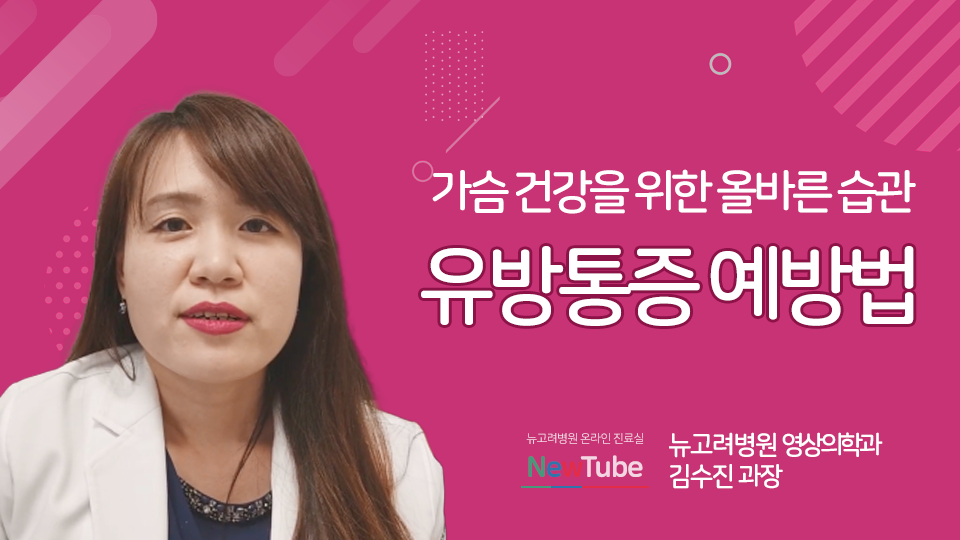 가슴 건강을 위한 올바른 습관
유방통증 예방법
뉴고려병원 온라인 진료실
NewTube
뉴고려병원 영상의학과
김수진 과장